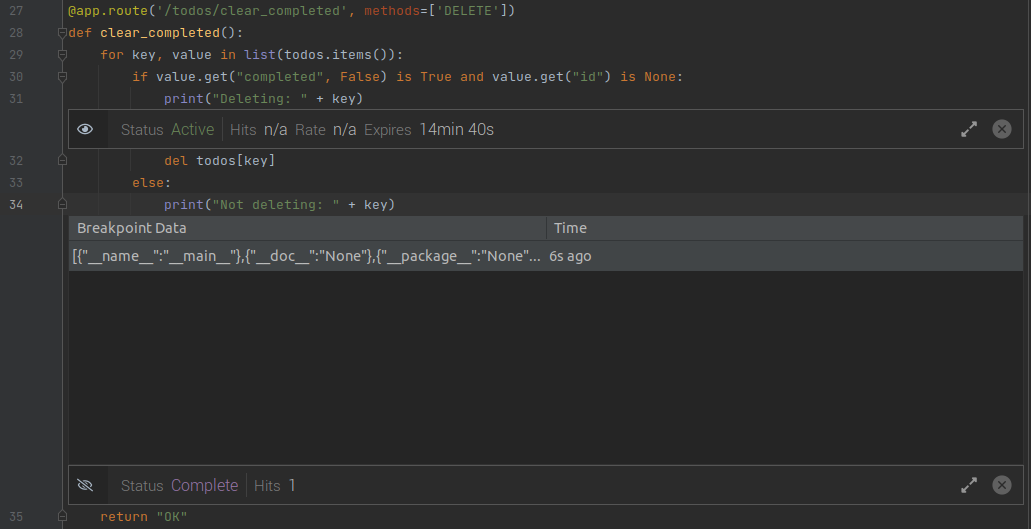 27 @app.route('/todos/clear_completed', methods=['DELETE'])
28 def clear_completed():
29 for key, value in list(todos.items()):
30 if value.get("completed", False) is True and value.get("id") is None:
31 print("Deleting: " + key)
Status Active Hits n/a Rate n/a Expires 14min 40s
32 del todos[key]
33 else:
34 print("Not deleting: " + key)
Breakpoint Data Time
[{"__name__":"__main__"},{"__doc__":"None"},{"__package__":"None"... 6s ago
Status Complete Hits 1
35 return "OK"